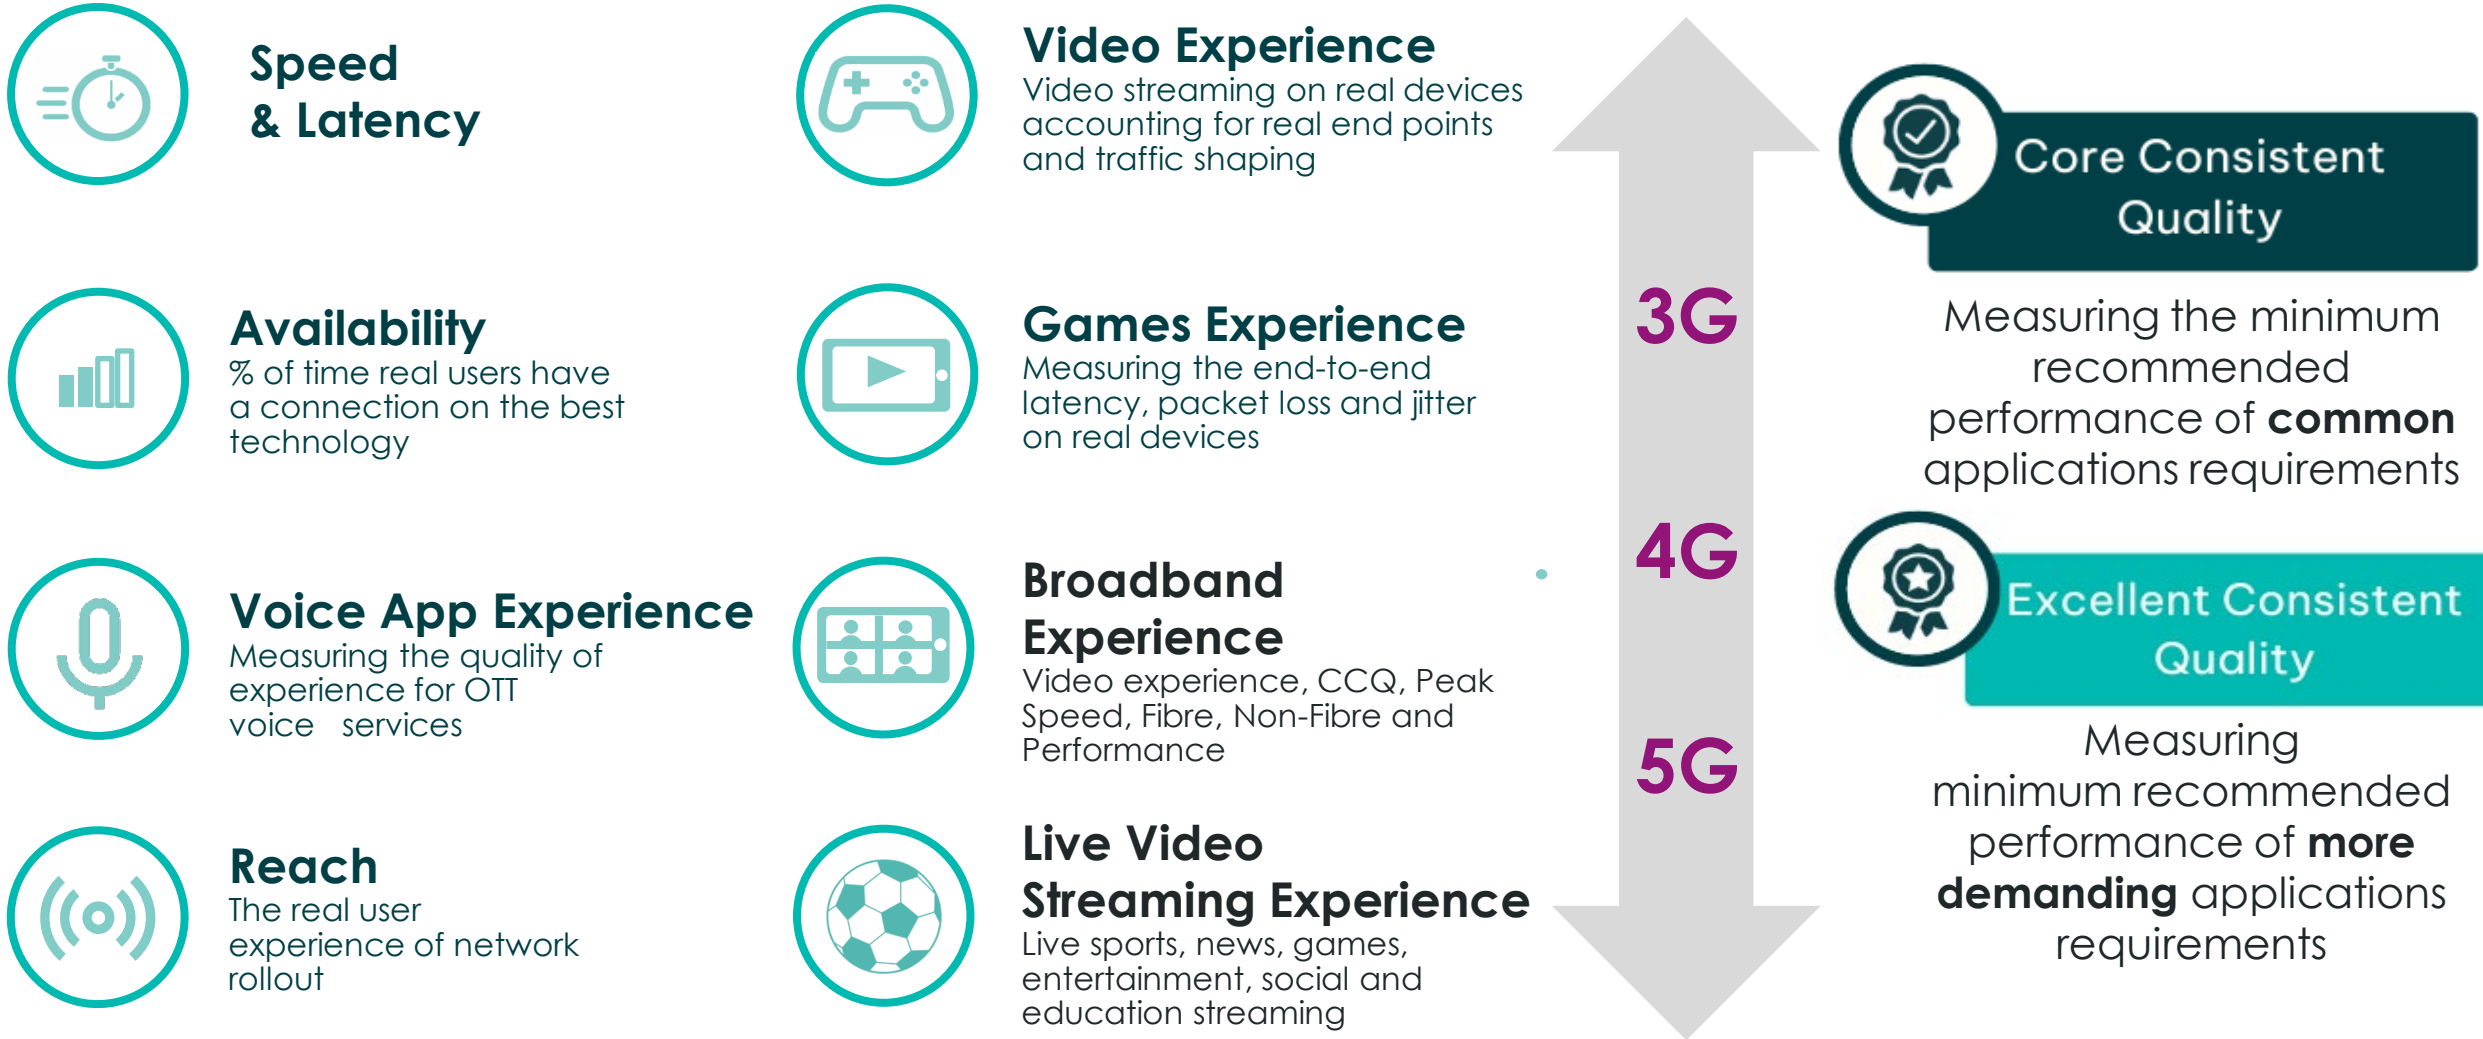 Speed
& Latency
Availability
% of time real users have
a connection on the best
technology
Voice App Experience
Measuring the quality of
experience for OTT
voice services
Reach
The real user
experience of network
rollout
Video Experience
Video streaming on real devices
accounting for real end points
and traffic shaping
Games Experience
Measuring the end-to-end
latency, packet loss and jitter
on real devices
Broadband
Experience
Video experience, CCQ, Peak
Speed, Fibre, Non-Fibre and
Performance
Live Video
Streaming Experience
Live sports, news, games,
entertainment, social and
education streaming
3G
4G
5G
Core Consistent
Quality
Measuring the minimum
recommended
performance of common
applications requirements
Excellent Consistent
Quality
Measuring
minimum recommended
performance of more
demanding applications
requirements